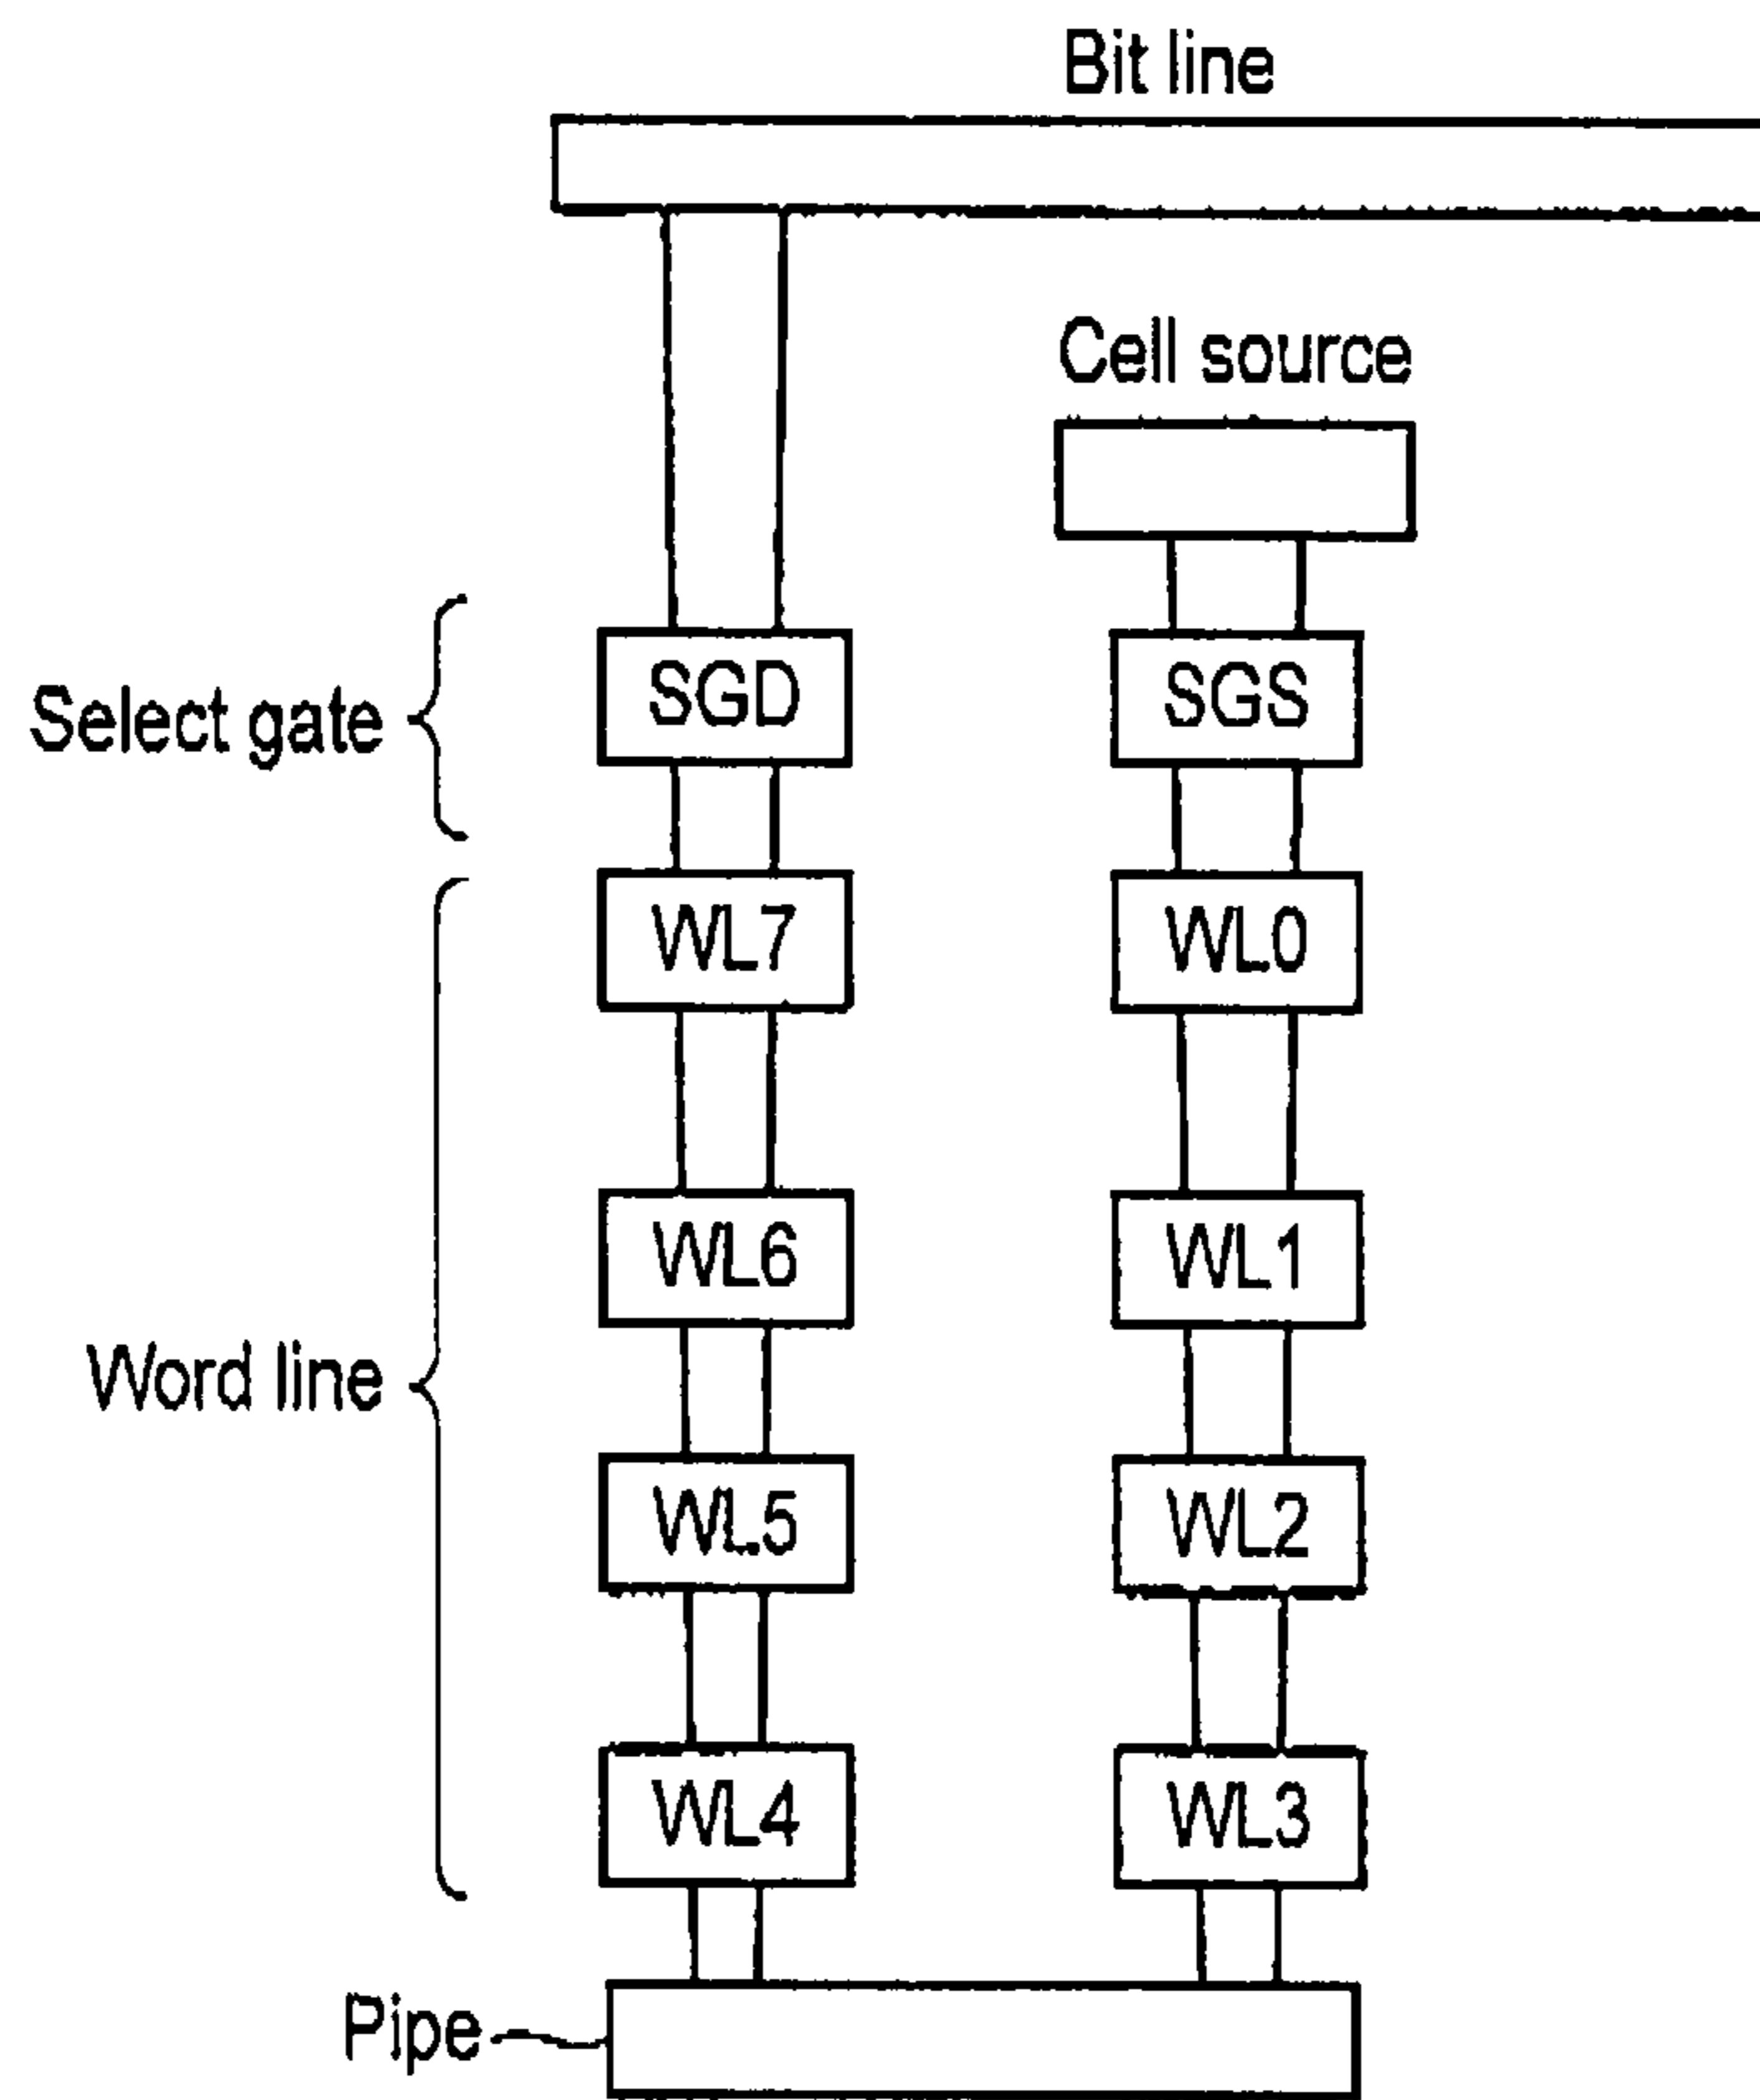 Bit line
Cell source
Select gate
SGD
SGS
WL7
WL0
WL6
WL1
Word line
WL5
WL2
WL4
WL3
Pipe